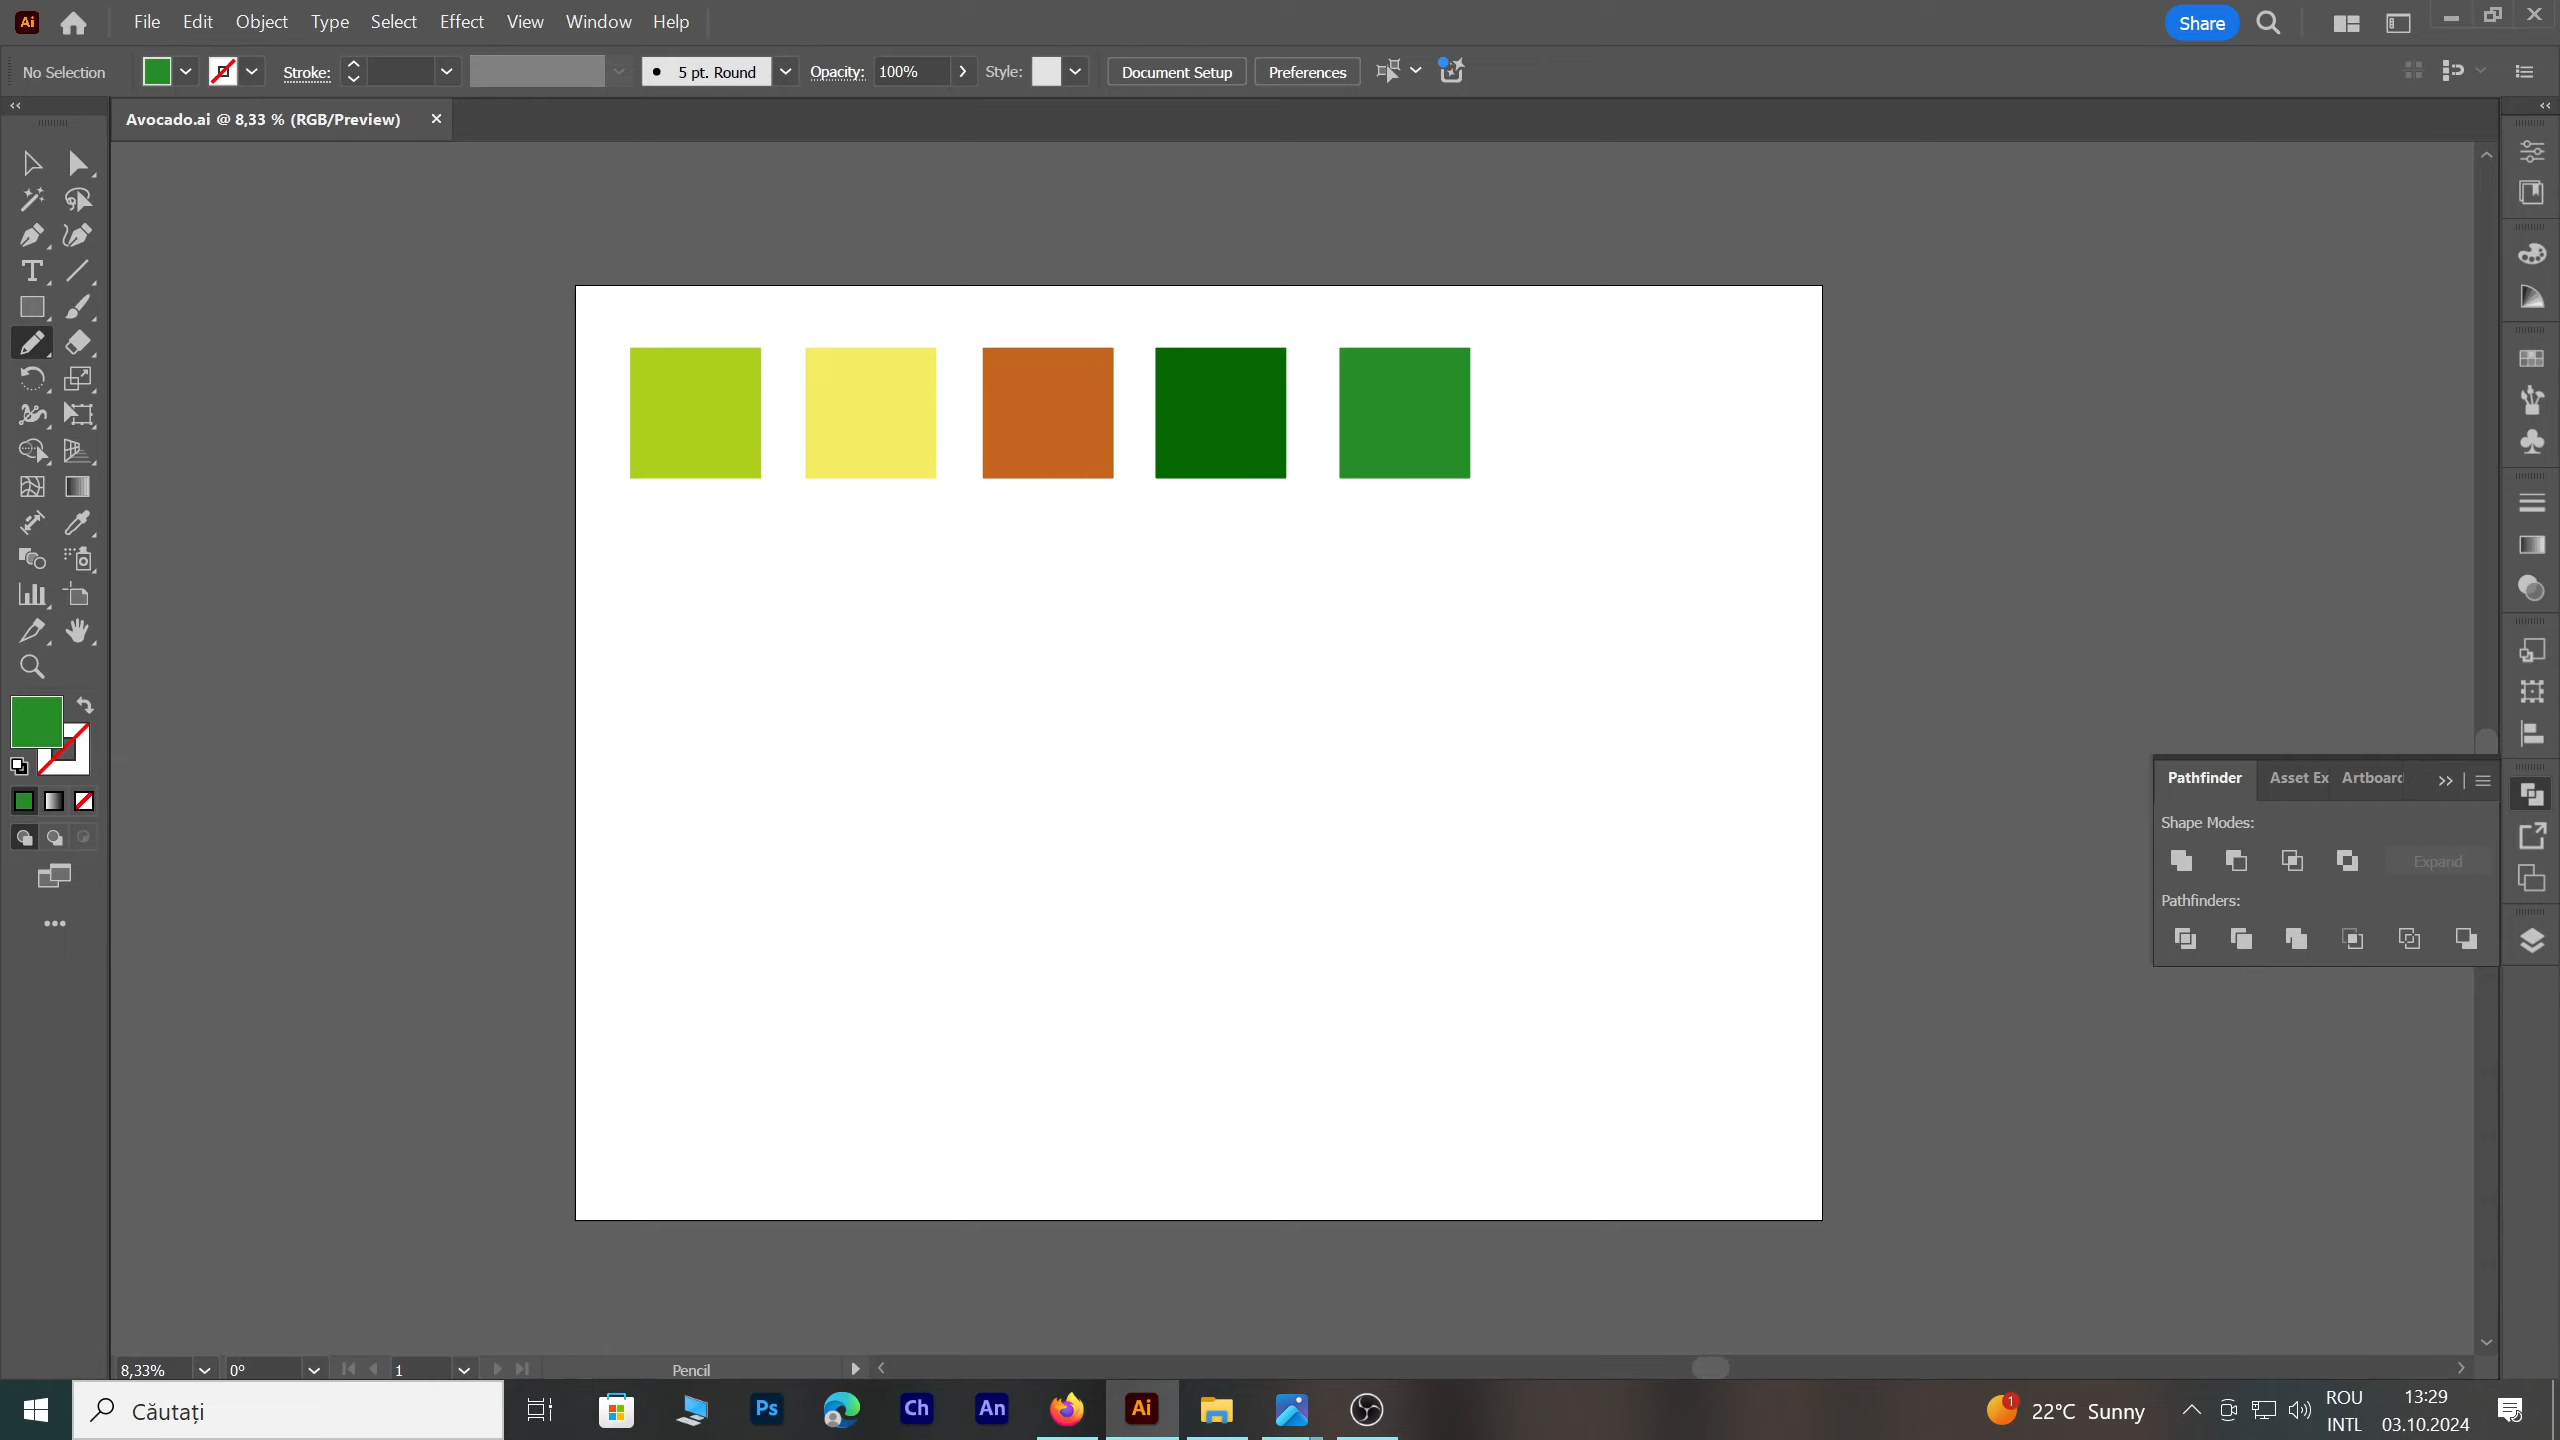 Ai File Edit Object Type Select Effect View Window Help Share
No Selection Stroke: 5 pt. Round Opacity: 100% Style: Document Setup Preferences
Avocado.ai @ 8,33 % (RGB/Preview)
Pathfinder Asset Ex Artboard
Shape Modes:
Expand
Pathfinders:
8,33% 0° 1 Pencil
Căutați Ps Ch An Ai 1 22°C Sunny ROU 13:29
INTL 03.10.2024